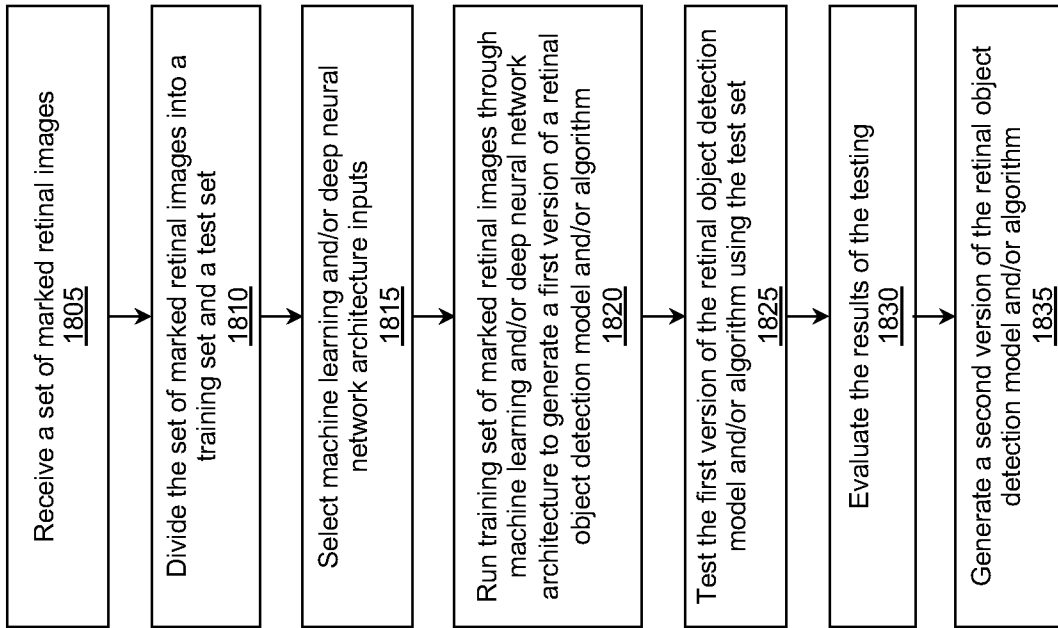 Receive a set of marked retinal images
1805
Divide the set of marked retinal images into a
training set and a test set
1810
Select machine learning and/or deep neural
network architecture inputs
1815
Run training set of marked retinal images through
machine learning and/or deep neural network
architecture to generate a first version of a retinal
object detection model and/or algorithm
1820
Test the first version of the retinal object detection
model and/or algorithm using the test set
1825
Evaluate the results of the testing
1830
Generate a second version of the retinal object
detection model and/or algorithm
1835